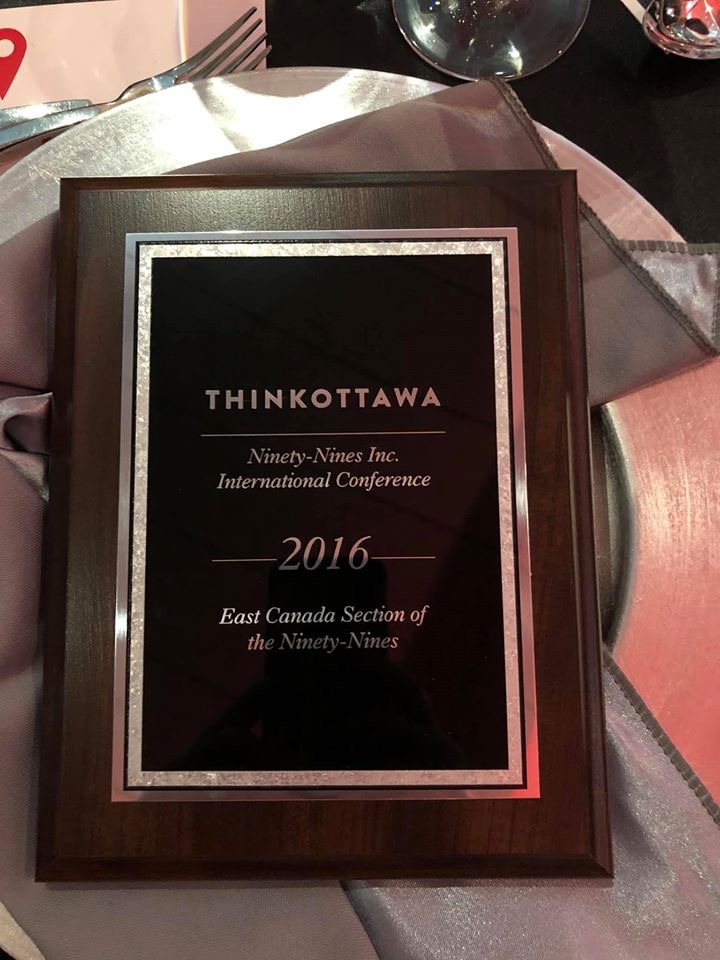 THINKOTTAWA
Ninety-Nines Inc.
International Conference
2016
East Canada Section of
the Ninety-Nines